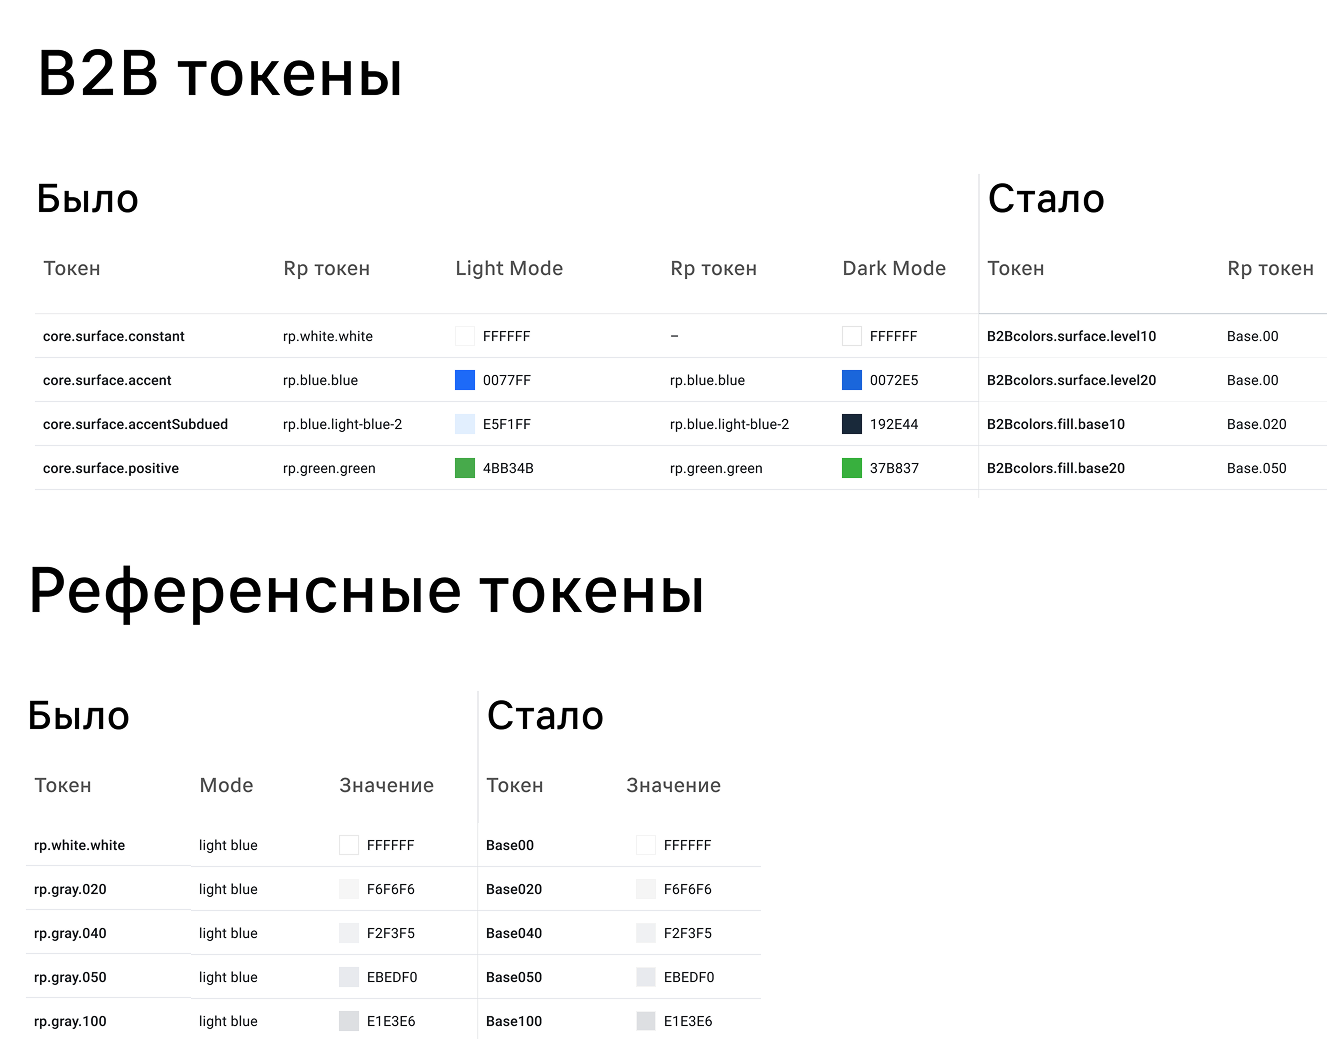 B2B токены
Было Стало
Токен Rp токен Light Mode Rp токен Dark Mode Токен Rp токен
core.surface.constant rp.white.white FFFFFF – FFFFFF B2Bcolors.surface.level10 Base.00
core.surface.accent rp.blue.blue 0077FF rp.blue.blue 0072E5 B2Bcolors.surface.level20 Base.00
core.surface.accentSubdued rp.blue.light-blue-2 E5F1FF rp.blue.light-blue-2 192E44 B2Bcolors.fill.base10 Base.020
core.surface.positive rp.green.green 4BB34B rp.green.green 37B837 B2Bcolors.fill.base20 Base.050
Референсные токены
Было Стало
Токен Mode Значение Токен Значение
rp.white.white light blue FFFFFF Base00 FFFFFF
rp.gray.020 light blue F6F6F6 Base020 F6F6F6
rp.gray.040 light blue F2F3F5 Base040 F2F3F5
rp.gray.050 light blue EBEDF0 Base050 EBEDF0
rp.gray.100 light blue E1E3E6 Base100 E1E3E6